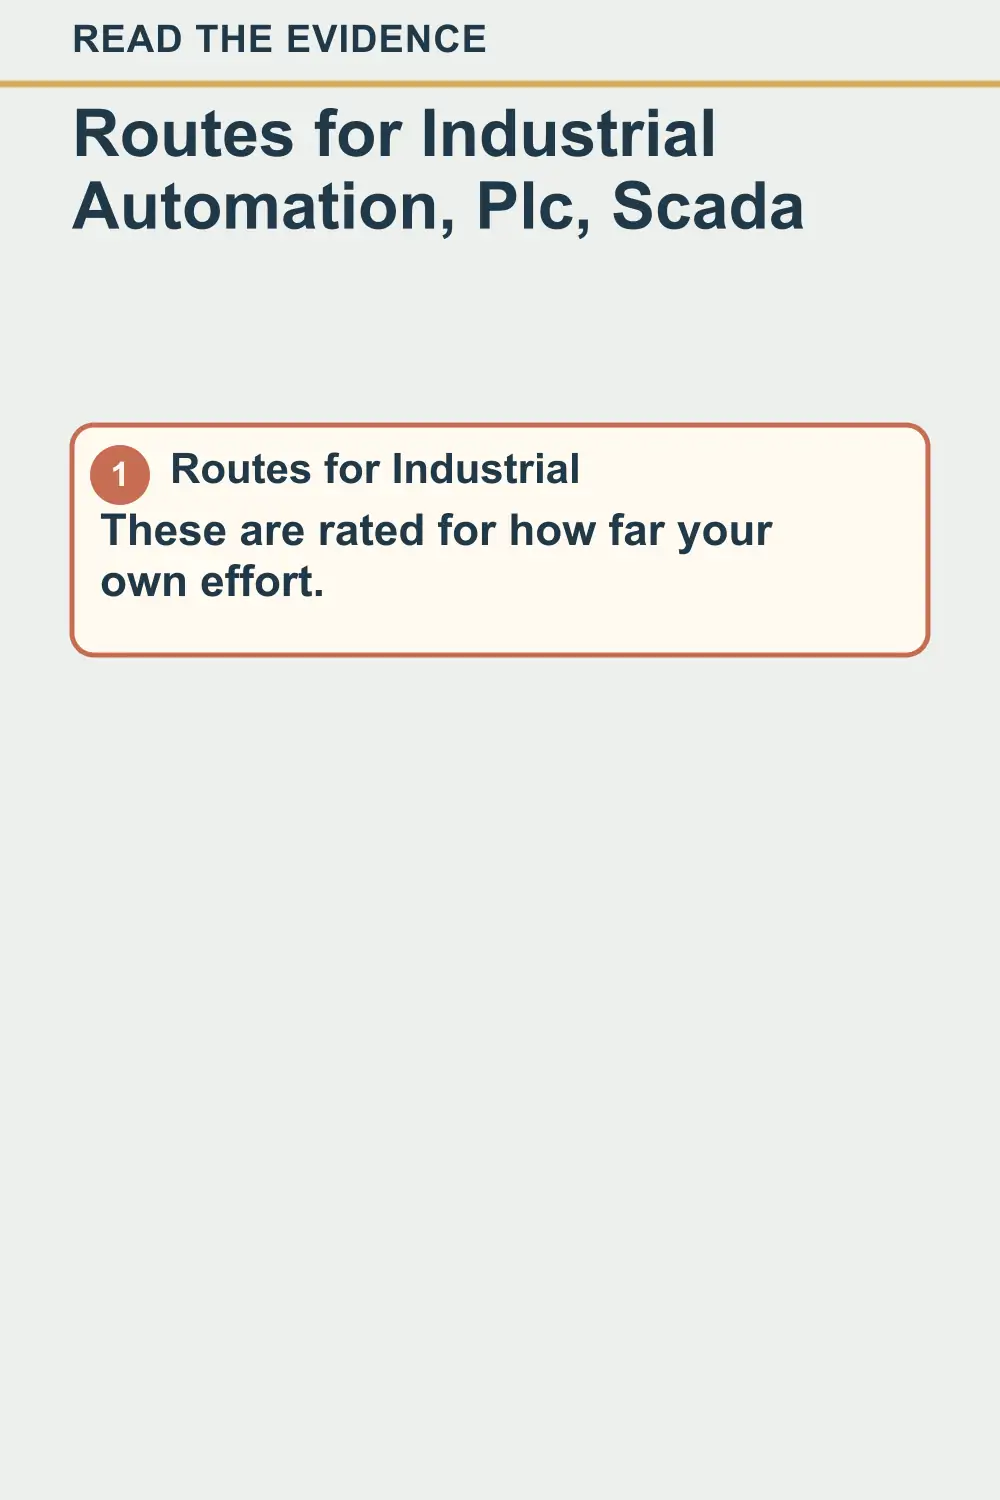 READ THE EVIDENCE
Routes for Industrial
Automation, Plc, Scada
1 Routes for Industrial
These are rated for how far your
own effort.